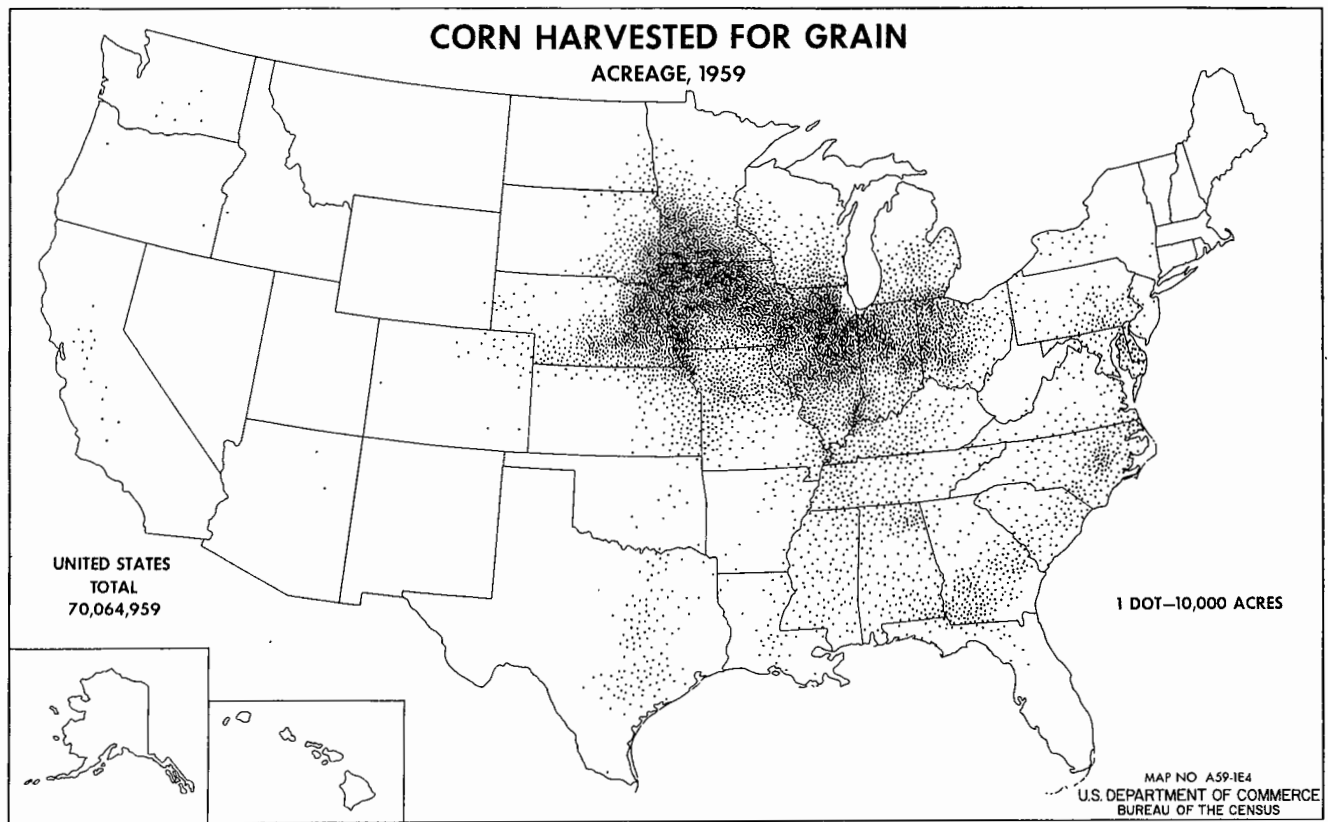 CORN HARVESTED FOR GRAIN
ACREAGE, 1959
UNITED STATES
TOTAL
70,064,959
1 DOT—10,000 ACRES
MAP NO A59-1E4
U.S. DEPARTMENT OF COMMERCE
BUREAU OF THE CENSUS